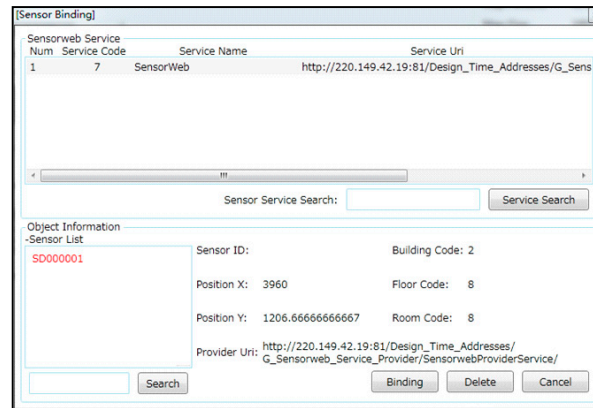 [Sensor Binding]
Sensorweb Service
Num Service Code Service Name Service Uri
1 7 SensorWeb http://220.149.42.19:81/Design_Time_Addresses/G_Sens
Sensor Service Search: Service Search
Object Information
-Sensor List
SD000001
Sensor ID: Building Code: 2
Position X: 3960 Floor Code: 8
Position Y: 1206.66666666667 Room Code: 8
Provider Uri: http://220.149.42.19:81/Design_Time_Addresses/
G_Sensorweb_Service_Provider/SensorwebProviderService/
Search Binding Delete Cancel